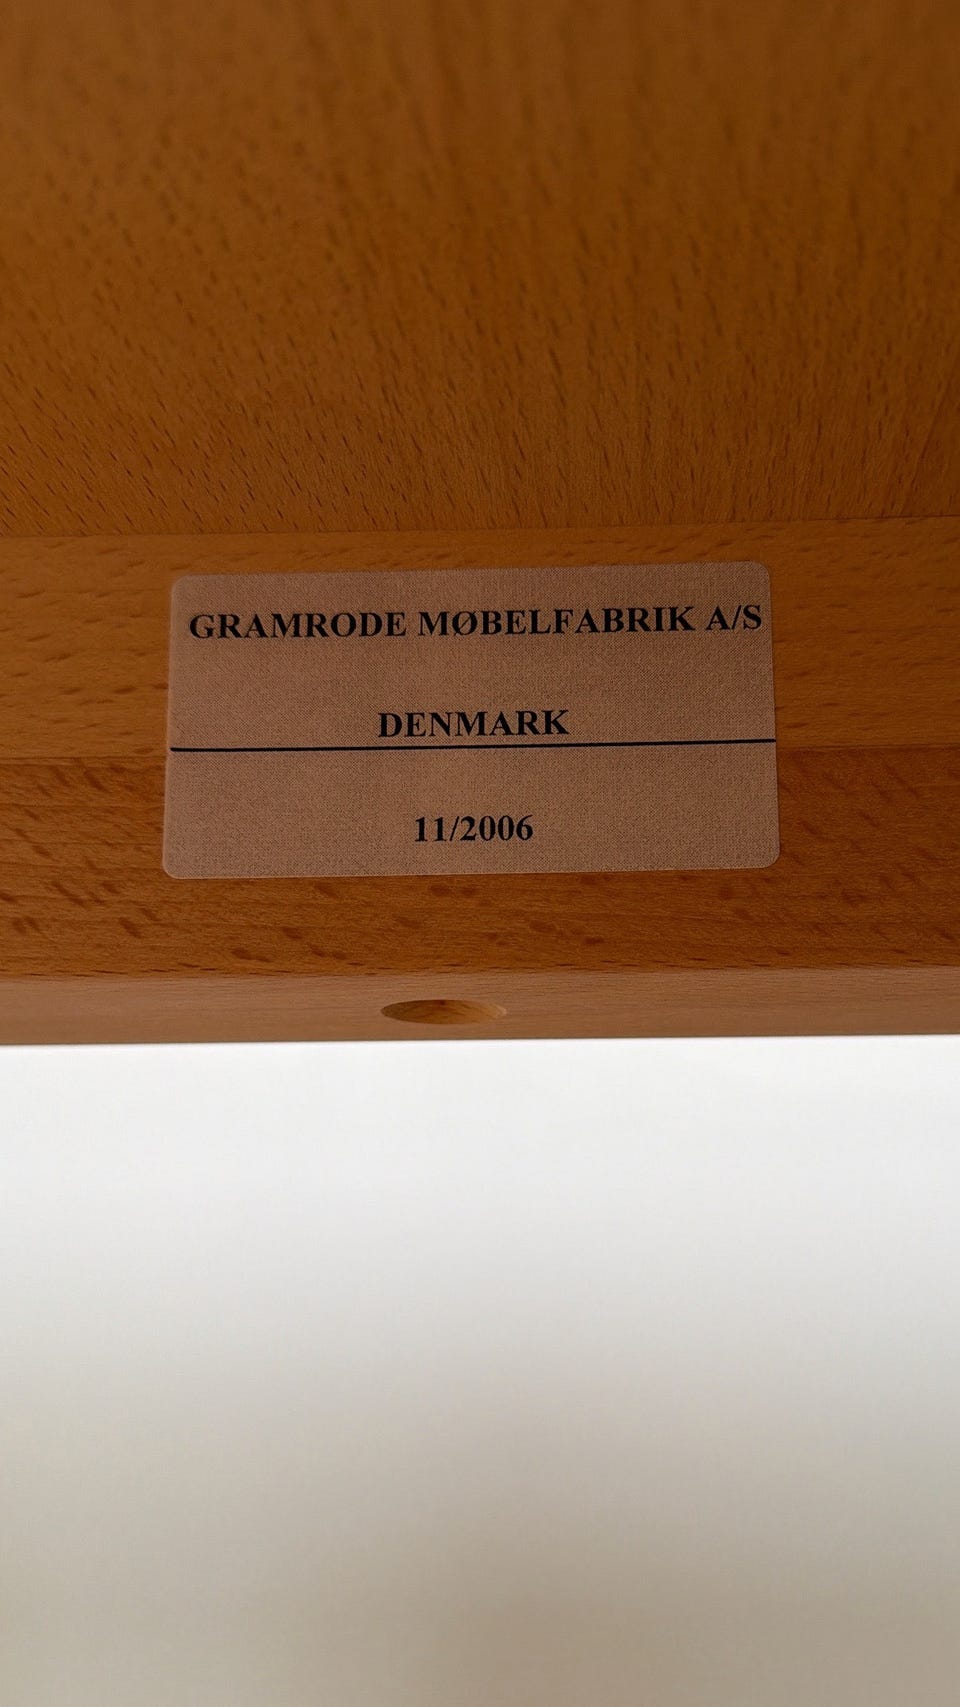 GRAMRODE MØBELFABRIK A/S
DENMARK
11/2006